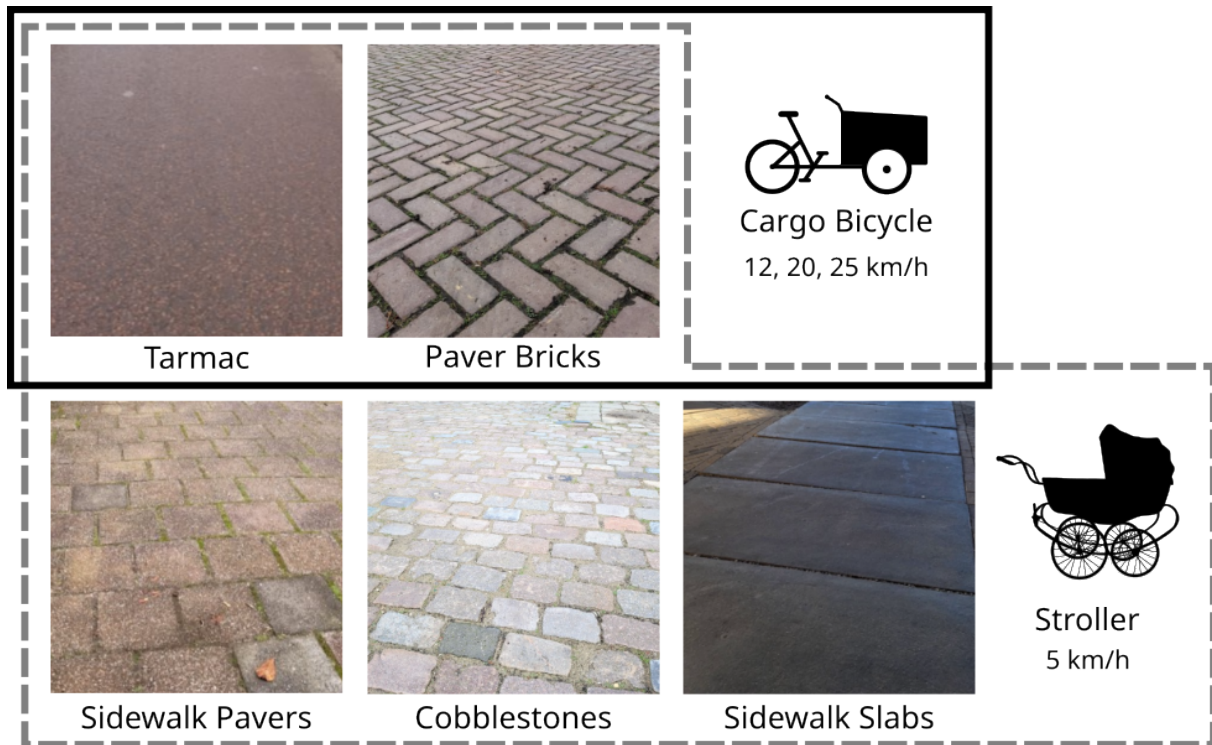 Tarmac
Paver Bricks
Cargo Bicycle
12, 20, 25 km/h
Sidewalk Pavers
Cobblestones
Sidewalk Slabs
Stroller
5 km/h